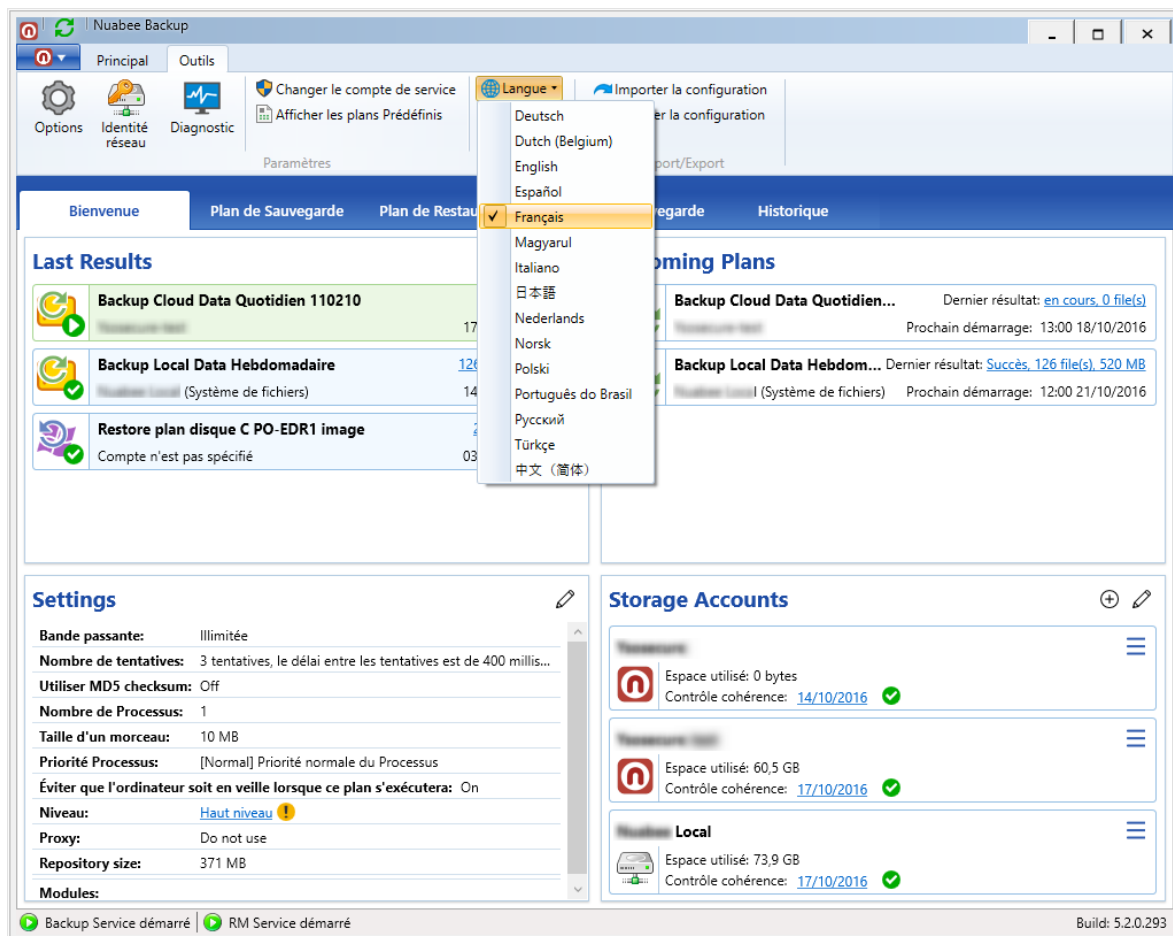 Nuabee Backup
Principal
Outils
Options
Identité réseau
Diagnostic
Changer le compte de service
Afficher les plans Prédéfinis
Paramètres
Langue
Importer la configuration
er la configuration
port/Export
Deutsch
Dutch (Belgium)
English
Español
Français
Magyarul
Italiano
日本語
Nederlands
Norsk
Polski
Português do Brasil
Русский
Türkçe
中文（简体）
Bienvenue
Plan de Sauvegarde
Plan de Restau
egarde
Historique
Last Results
Backup Cloud Data Quotidien 110210
17
Backup Local Data Hebdomadaire
126
(Système de fichiers)
14
Restore plan disque C PO-EDR1 image
2
Compte n'est pas spécifié
03
oming Plans
Backup Cloud Data Quotidien...
Dernier résultat: en cours, 0 file(s)
Prochain démarrage: 13:00 18/10/2016
Backup Local Data Hebdom...
Dernier résultat: Succès, 126 file(s), 520 MB
l (Système de fichiers)
Prochain démarrage: 12:00 21/10/2016
Settings
Bande passante: Illimitée
Nombre de tentatives: 3 tentatives, le délai entre les tentatives est de 400 millis...
Utiliser MD5 checksum: Off
Nombre de Processus: 1
Taille d'un morceau: 10 MB
Priorité Processus: [Normal] Priorité normale du Processus
Éviter que l'ordinateur soit en veille lorsque ce plan s'exécutera: On
Niveau: Haut niveau
Proxy: Do not use
Repository size: 371 MB
Modules:
Storage Accounts
Espace utilisé: 0 bytes
Contrôle cohérence: 14/10/2016
Espace utilisé: 60,5 GB
Contrôle cohérence: 17/10/2016
Local
Espace utilisé: 73,9 GB
Contrôle cohérence: 17/10/2016
Backup Service démarré
RM Service démarré
Build: 5.2.0.293